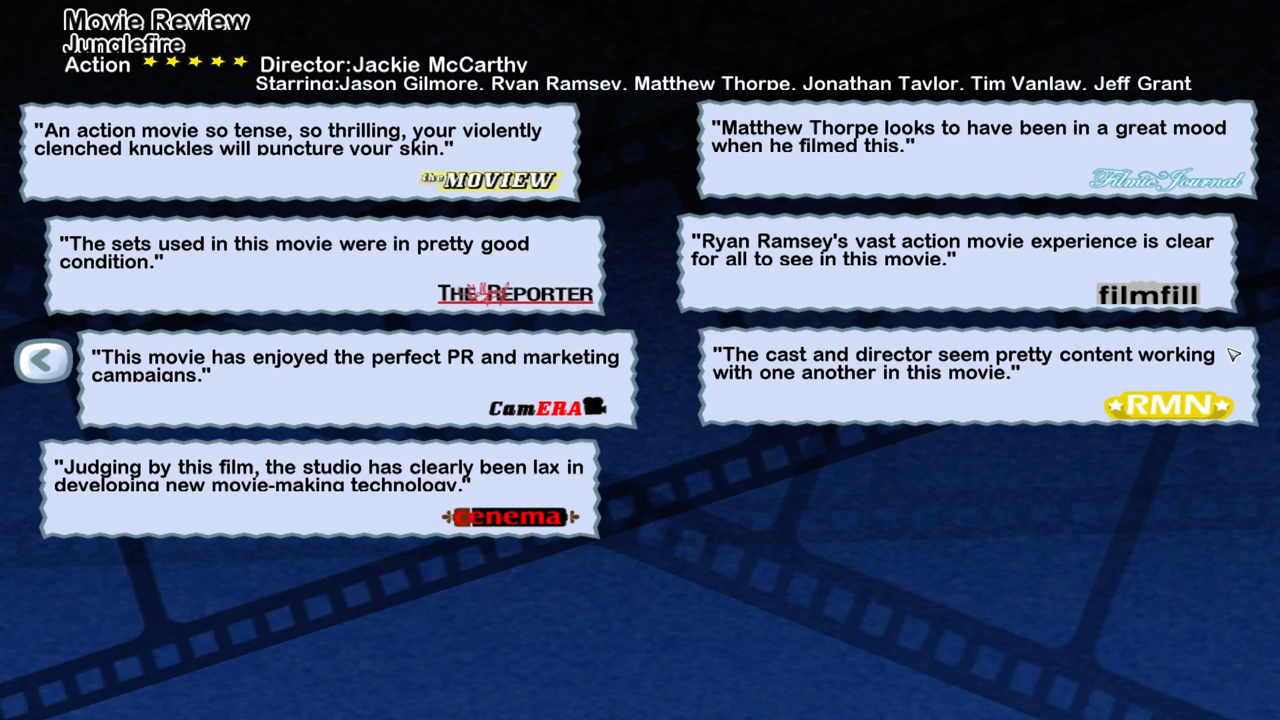 Movie Review
Junglefire
Action Director:Jackie McCarthy
Starring:Jason Gilmore, Ryan Ramsey, Matthew Thorpe, Jonathan Taylor, Tim Vanlaw, Jeff Grant
"An action movie so tense, so thrilling, your violently
clenched knuckles will puncture your skin."
the MOVIEW
"The sets used in this movie were in pretty good
condition."
THE REPORTER
"This movie has enjoyed the perfect PR and marketing
campaigns."
CamERA
"Judging by this film, the studio has clearly been lax in
developing new movie-making technology."
cenema
"Matthew Thorpe looks to have been in a great mood
when he filmed this."
Filmic Journal
"Ryan Ramsey's vast action movie experience is clear
for all to see in this movie."
filmfill
"The cast and director seem pretty content working
with one another in this movie."
RMN